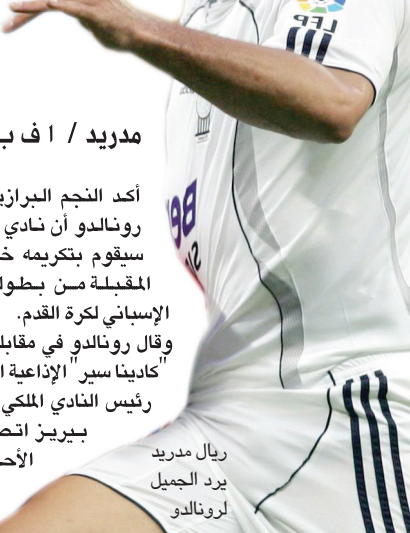 مدريد / ا ف ب
أكد النجم البرازي
رونالدو أن نادي
سيقوم بتكريمه خ
المقبلة من بطول
الإسباني لكرة القدم.
وقال رونالدو في مقابل
"كادينا سير" الإذاعية ا
رئيس النادي الملكي
بيريز اتص
الأحـ
ريال مدريد
يرد الجميل
لرونالدو
LFP